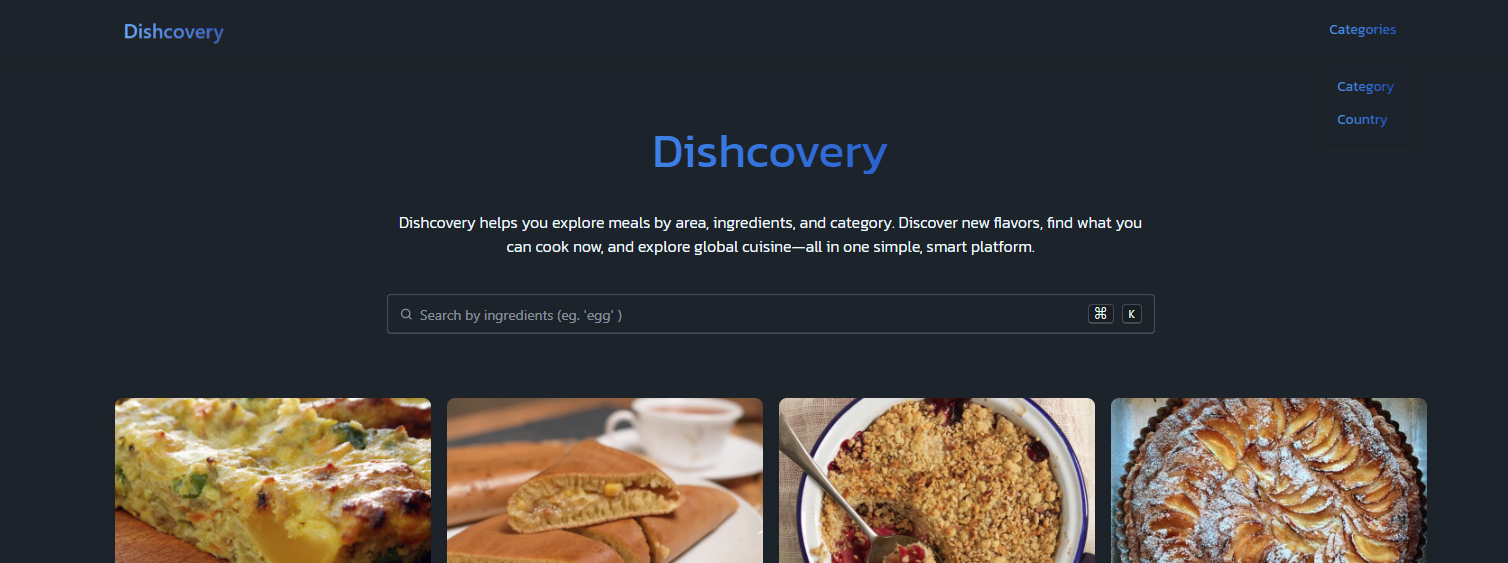 Dishcovery
Categories
Category
Country
Dishcovery
Dishcovery helps you explore meals by area, ingredients, and category. Discover new flavors, find what you
can cook now, and explore global cuisine—all in one simple, smart platform.
Search by ingredients (eg. 'egg' ) ⌘ K